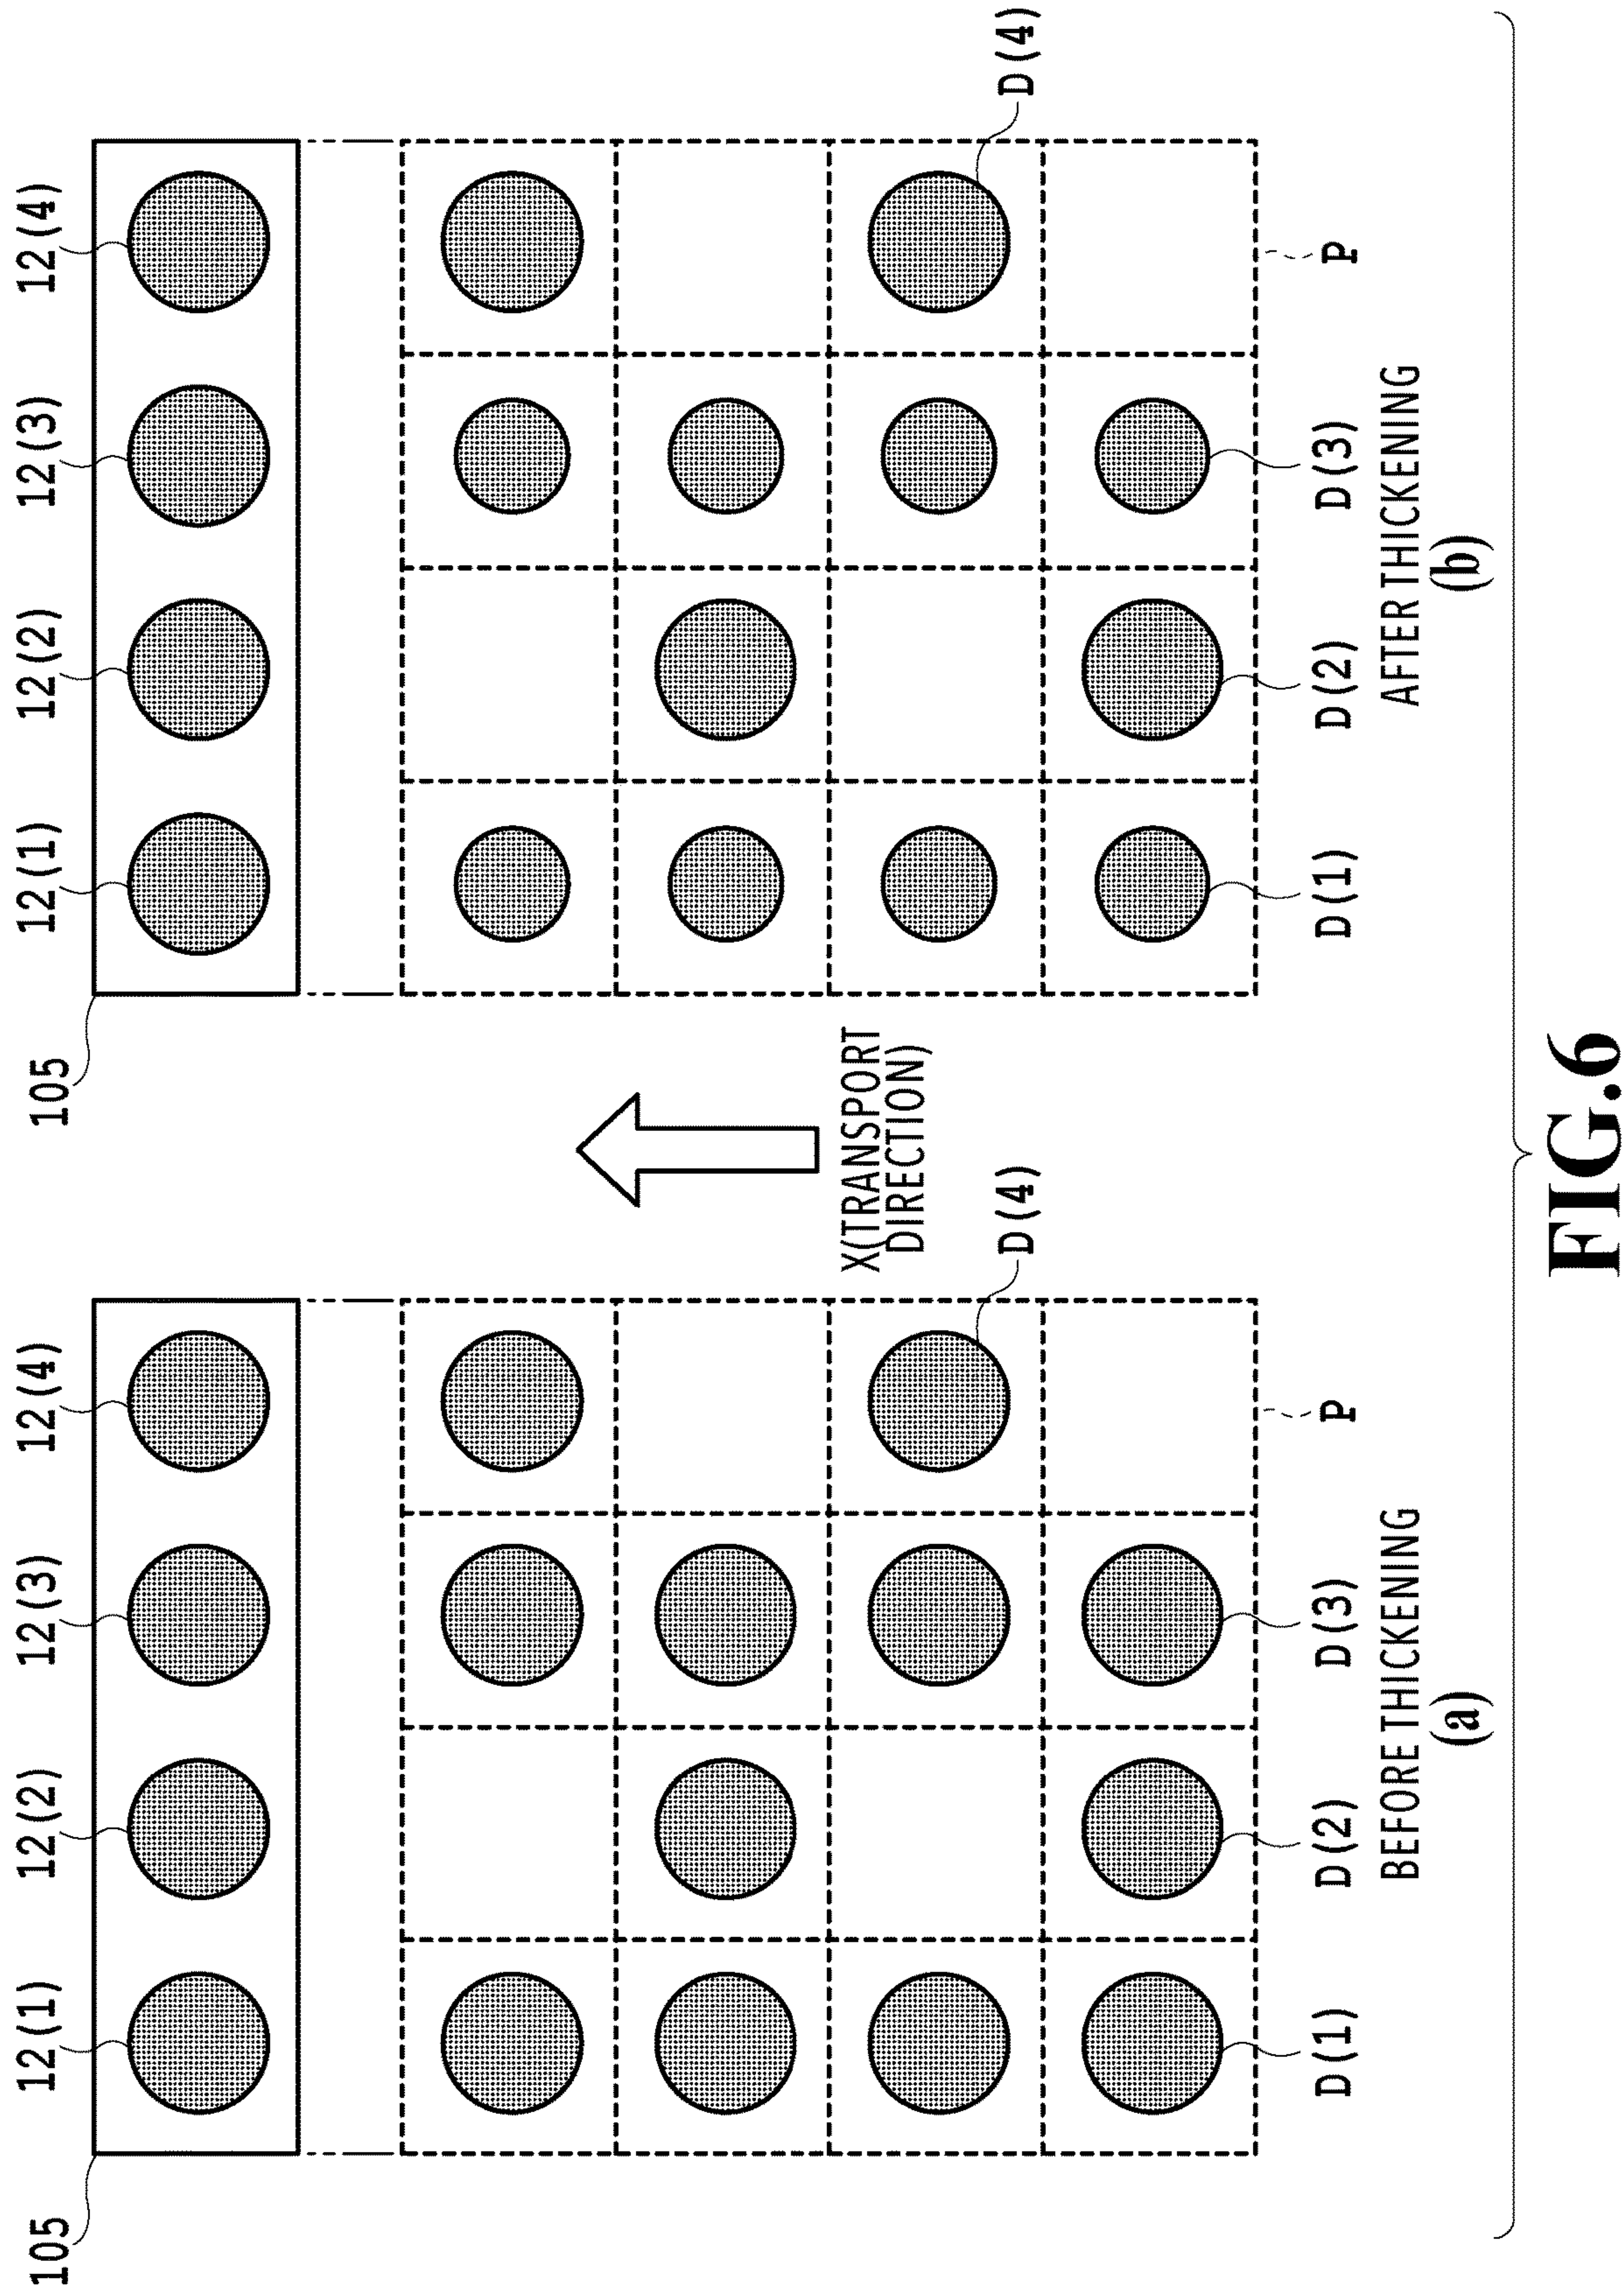 105
12(1)
12(2)
12(3)
12(4)
D(1)
D(2)
D(3)
D(4)
P
BEFORE THICKENING
(a)
X(TRANSPORT
DIRECTION)
105
12(1)
12(2)
12(3)
12(4)
D(1)
D(2)
D(3)
D(4)
P
AFTER THICKENING
(b)
FIG.6